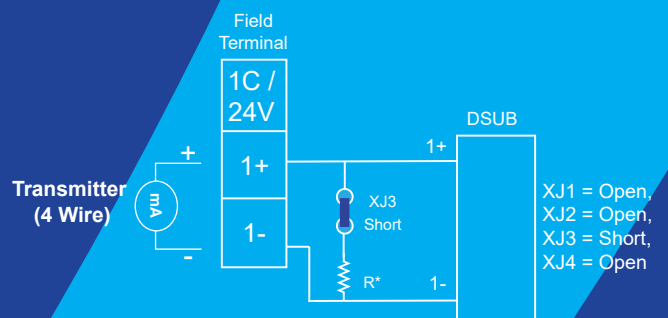 Field
Terminal
1C /
24V
DSUB
1+
+
1+
Transmitter
(4 Wire)
mA
XJ3
Short
XJ1 = Open,
XJ2 = Open,
XJ3 = Short,
XJ4 = Open
1-
-
R*
1-